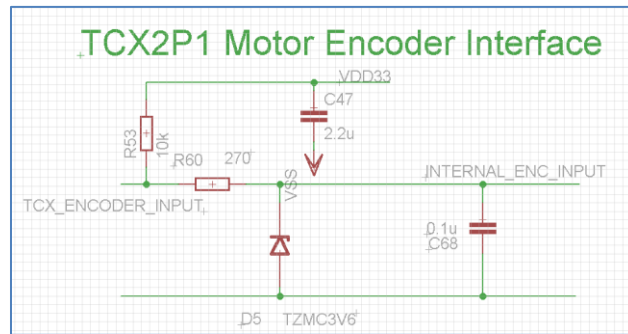 TCX2P1 Motor Encoder Interface
VDD33
C47
2.2u
R53
10k
R60
270
VSS
INTERNAL_ENC_INPUT
TCX_ENCODER_INPUT
0.1u
C68
D5 TZMC3V6